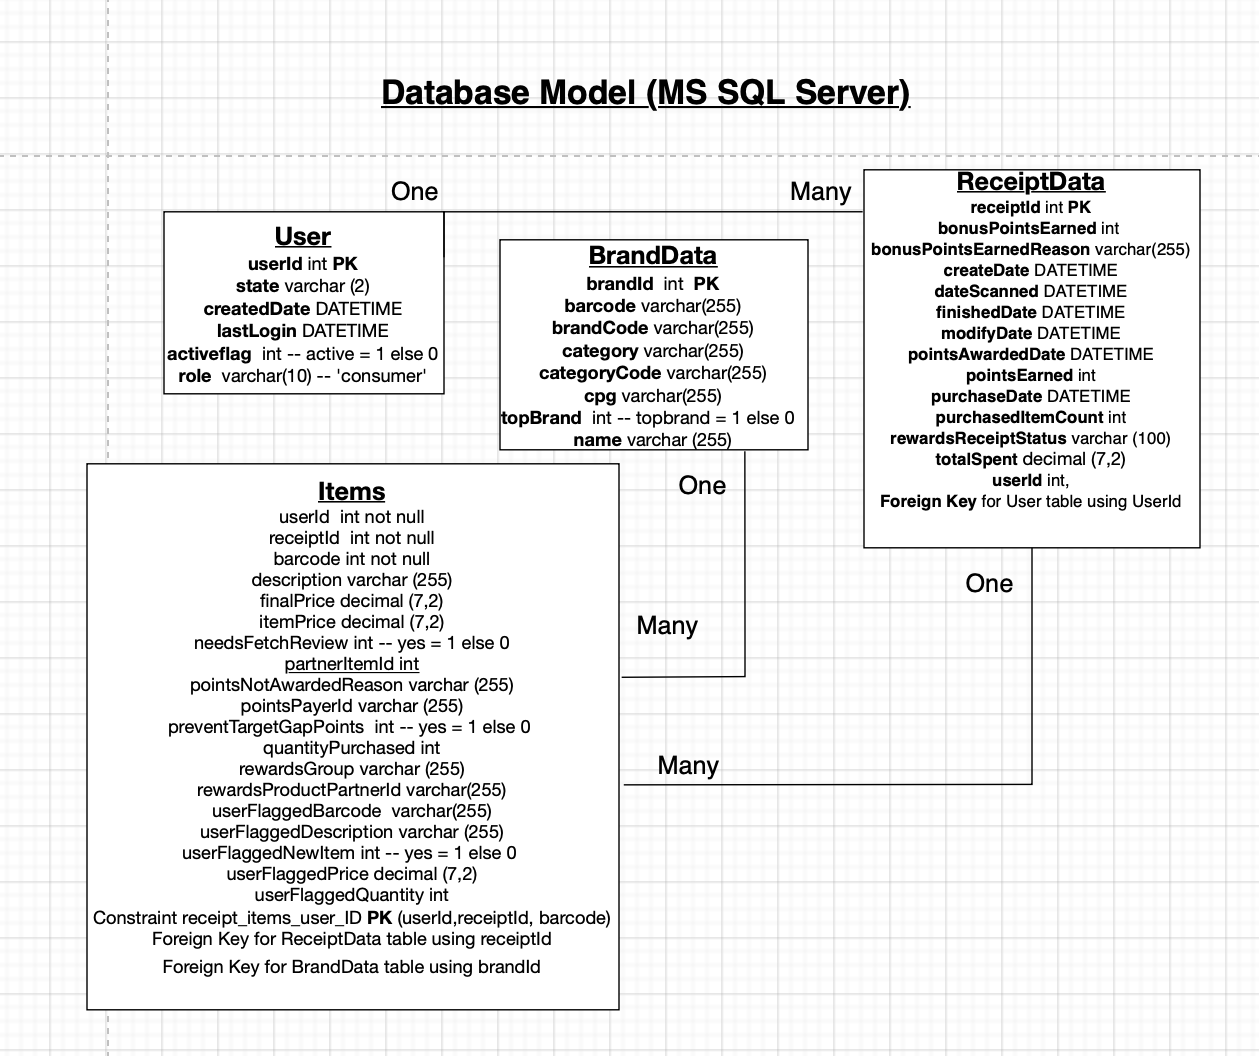 Database Model (MS SQL Server)
One
Many
User
userId int PK
state varchar (2)
createdDate DATETIME
lastLogin DATETIME
activeflag  int -- active = 1 else 0
role  varchar(10) -- 'consumer'
BrandData
brandId  int  PK
barcode varchar(255)
brandCode varchar(255)
category varchar(255)
categoryCode varchar(255)
cpg varchar(255)
topBrand  int -- topbrand = 1 else 0
name varchar (255)
ReceiptData
receiptId int PK
bonusPointsEarned int
bonusPointsEarnedReason varchar(255)
createDate DATETIME
dateScanned DATETIME
finishedDate DATETIME
modifyDate DATETIME
pointsAwardedDate DATETIME
pointsEarned int
purchaseDate DATETIME
purchasedItemCount int
rewardsReceiptStatus varchar (100)
totalSpent decimal (7,2)
userId int,
Foreign Key for User table using UserId
One
Many
One
Many
Items
userId  int not null
receiptId  int not null
barcode int not null
description varchar (255)
finalPrice decimal (7,2)
itemPrice decimal (7,2)
needsFetchReview int -- yes = 1 else 0
partnerItemId int
pointsNotAwardedReason varchar (255)
pointsPayerId varchar (255)
preventTargetGapPoints  int -- yes = 1 else 0
quantityPurchased int
rewardsGroup varchar (255)
rewardsProductPartnerId varchar(255)
userFlaggedBarcode  varchar(255)
userFlaggedDescription varchar (255)
userFlaggedNewItem int -- yes = 1 else 0
userFlaggedPrice decimal (7,2)
userFlaggedQuantity int
Constraint receipt_items_user_ID PK (userId,receiptId, barcode)
Foreign Key for ReceiptData table using receiptId
Foreign Key for BrandData table using brandId